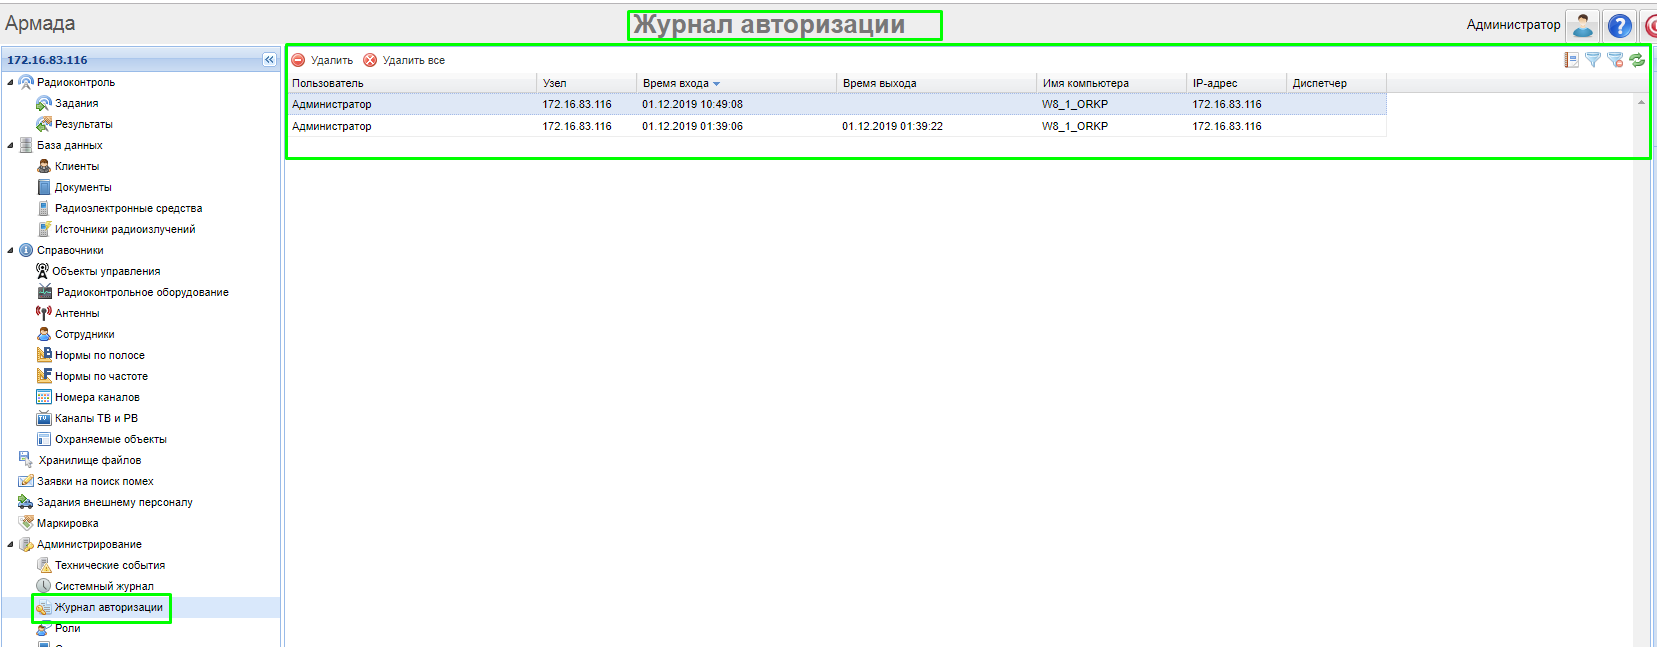 Армада
Журнал авторизации
Администратор
172.16.83.116
Удалить Удалить все
Пользователь Узел Время входа Время выхода Имя компьютера IP-адрес Диспетчер
Администратор 172.16.83.116 01.12.2019 10:49:08 W8_1_ORKP 172.16.83.116
Администратор 172.16.83.116 01.12.2019 01:39:06 01.12.2019 01:39:22 W8_1_ORKP 172.16.83.116
Радиоконтроль
Задания
Результаты
База данных
Клиенты
Документы
Радиоэлектронные средства
Источники радиоизлучений
Справочники
Объекты управления
Радиоконтрольное оборудование
Антенны
Сотрудники
Нормы по полосе
Нормы по частоте
Номера каналов
Каналы ТВ и РВ
Охраняемые объекты
Хранилище файлов
Заявки на поиск помех
Задания внешнему персоналу
Маркировка
Администрирование
Технические события
Системный журнал
Журнал авторизации
Роли